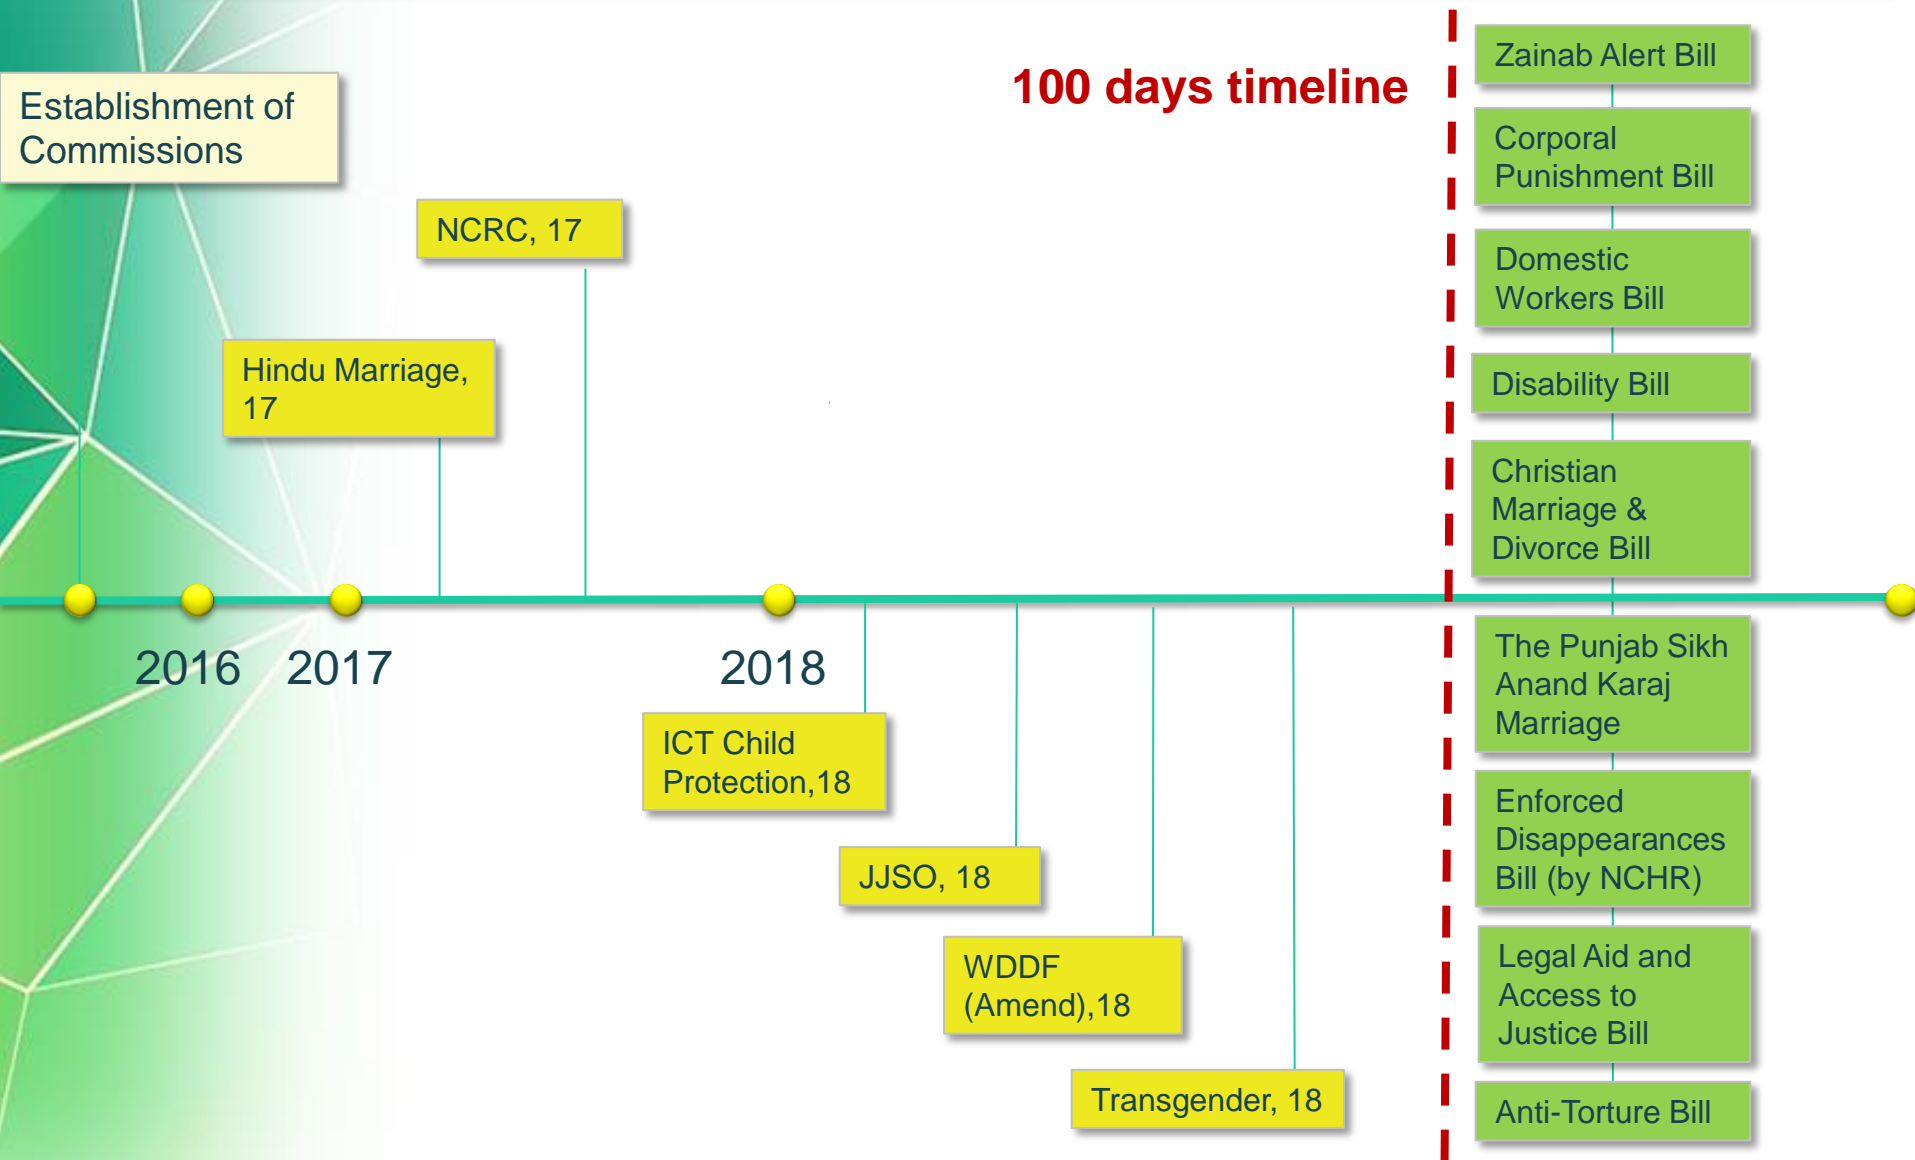 Establishment of
Commissions
100 days timeline
NCRC, 17
Hindu Marriage,
17
2016
2017
2018
ICT Child
Protection,18
JJSO, 18
WDDF
(Amend),18
Transgender, 18
Zainab Alert Bill
Corporal
Punishment Bill
Domestic
Workers Bill
Disability Bill
Christian
Marriage &
Divorce Bill
The Punjab Sikh
Anand Karaj
Marriage
Enforced
Disappearances
Bill (by NCHR)
Legal Aid and
Access to
Justice Bill
Anti-Torture Bill